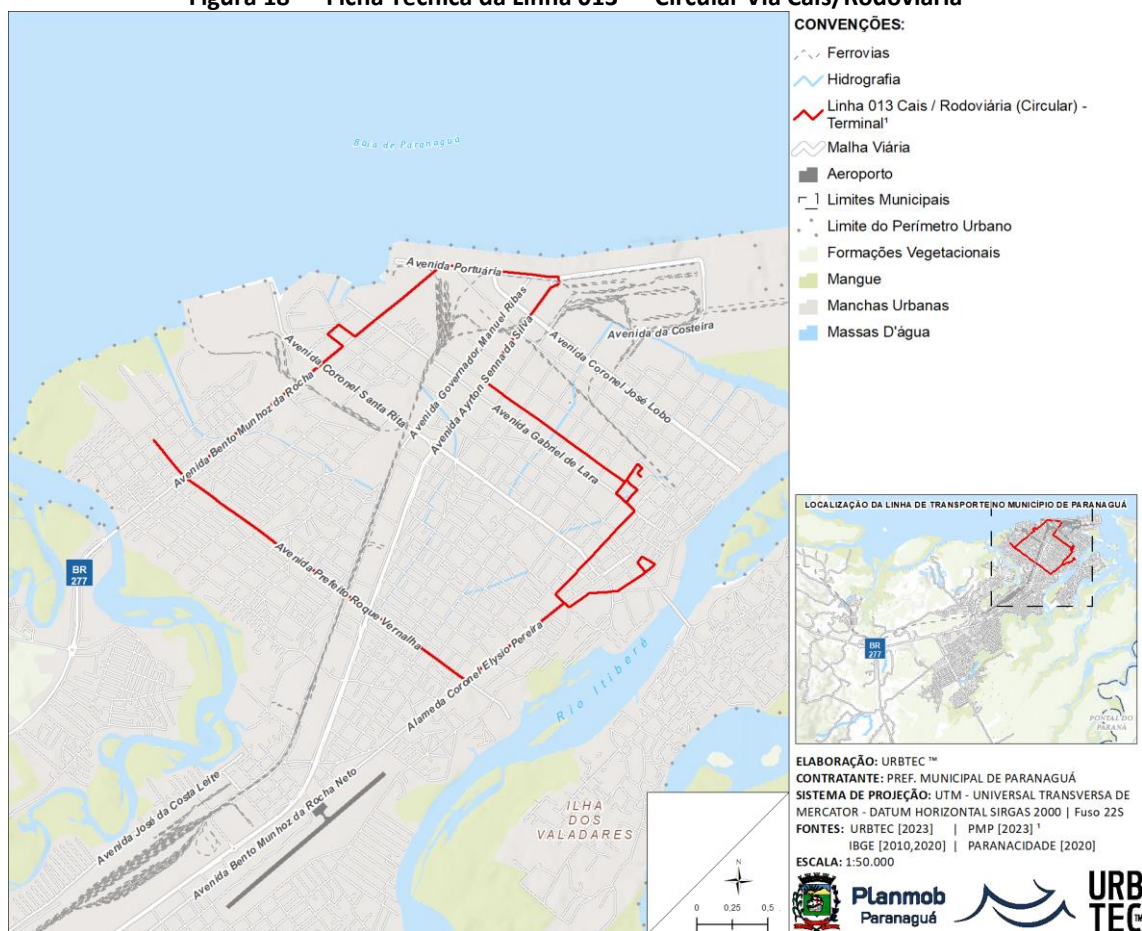 Figura 18 — Ficha Técnica da Linha 013 — Circular Via Cais/Rodoviária
CONVENÇÕES:
Ferrovias
Hidrografia
Linha 013 Cais / Rodoviária (Circular) -
Terminal¹
Malha Viária
Aeroporto
Limites Municipais
Limite do Perímetro Urbano
Formações Vegetacionais
Mangue
Manchas Urbanas
Massas D'água
Baía de Paranaguá
Avenida Portuária
Avenida Governador Manuel Ribas
Avenida Ayrton Senna da Silva
Avenida da Costeira
Avenida Coronel José Lobo
Avenida Coronel Santa Rita
Avenida Bento Munhoz da Rocha
Avenida Gabriel de Lara
Avenida Prefeito Roque Vernalha
Alameda Coronel Elysio Pereira
Rio Itiberê
BR
277
Avenida José da Costa Leite
Avenida Bento Munhoz da Rocha Neto
ILHA
DOS
VALADARES
N
0 0,25 0,5
LOCALIZAÇÃO DA LINHA DE TRANSPORTE NO MUNICÍPIO DE PARANAGUÁ
BR
277
PONTAL DO
PARANÁ
ELABORAÇÃO: URBTEC ™
CONTRATANTE: PREF. MUNICIPAL DE PARANAGUÁ
SISTEMA DE PROJEÇÃO: UTM - UNIVERSAL TRANSVERSA DE
MERCATOR - DATUM HORIZONTAL SIRGAS 2000 | Fuso 22S
FONTES: URBTEC [2023] | PMP [2023] ¹
IBGE [2010,2020] | PARANACIDADE [2020]
ESCALA: 1:50.000
Planmob
Paranaguá
URB
TEC™